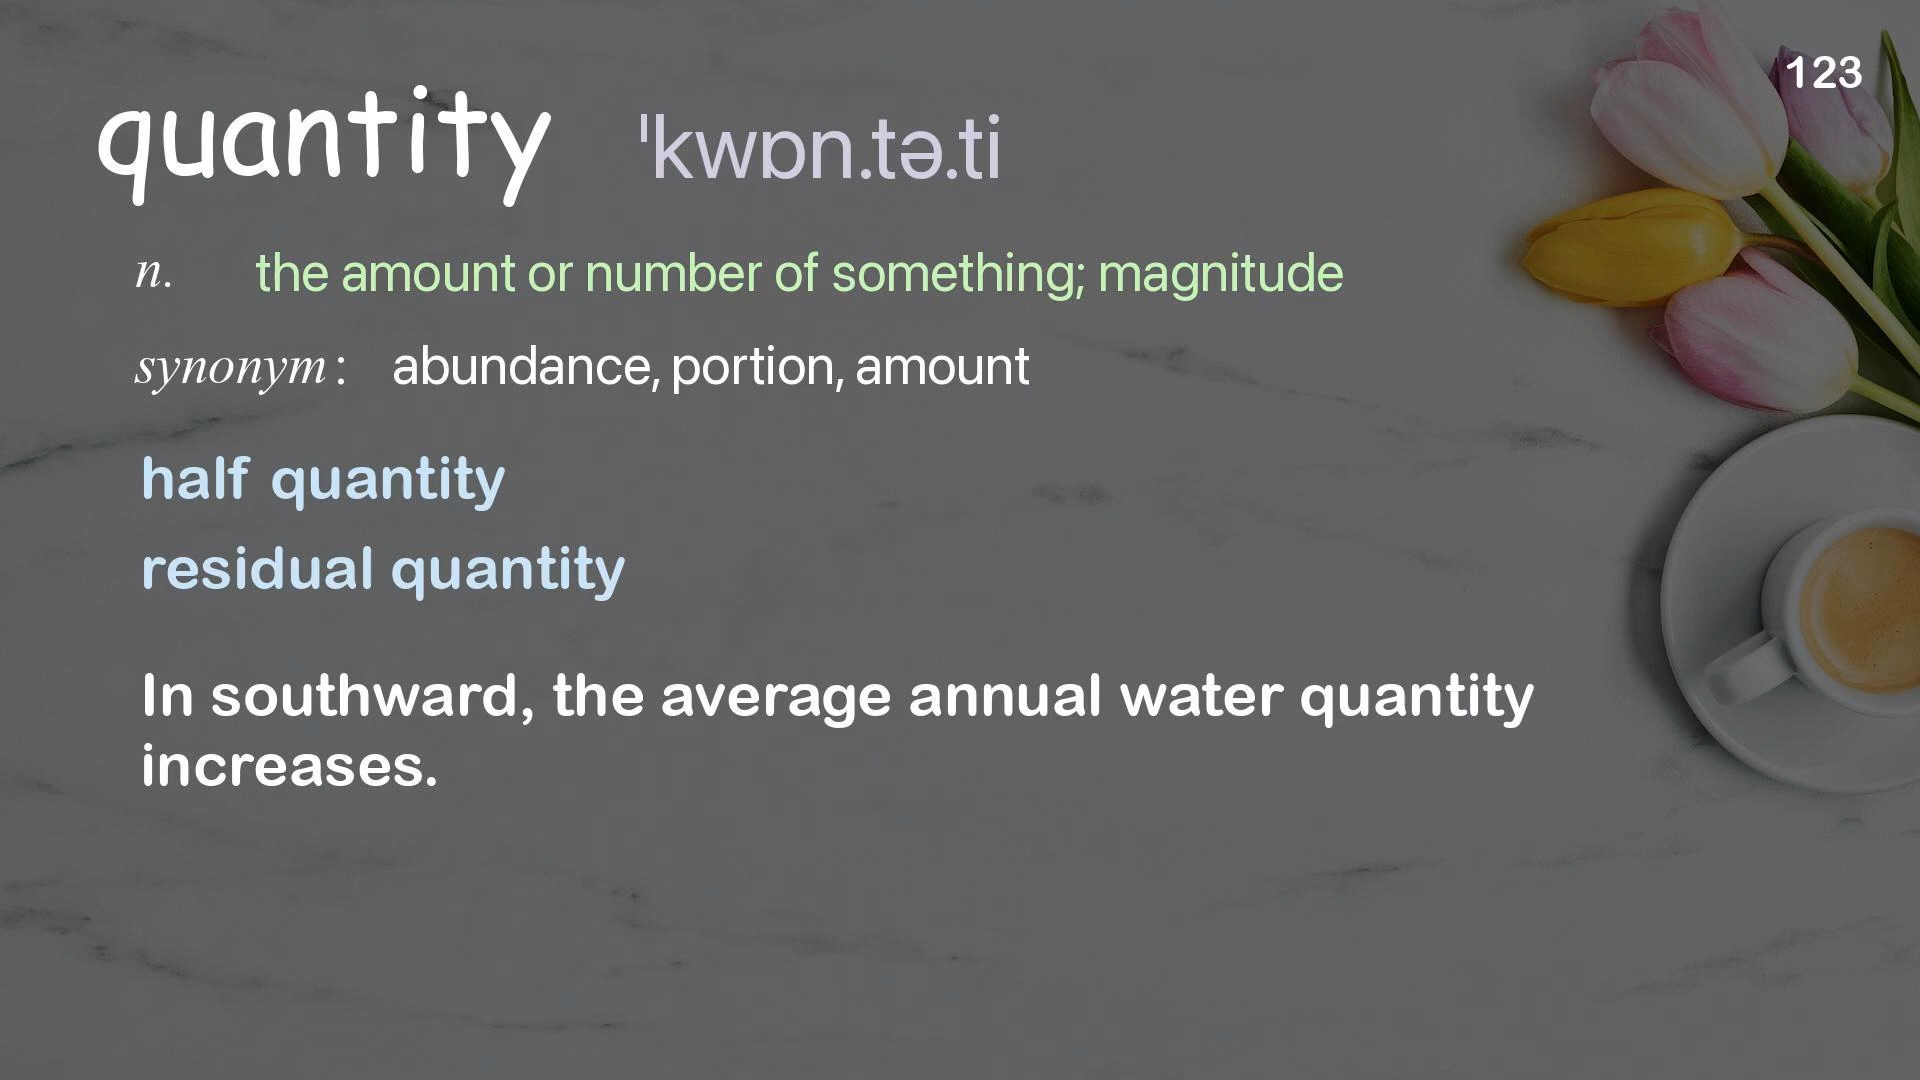 123
quantity ˈkwɒn.tə.ti
n. the amount or number of something; magnitude
synonym: abundance, portion, amount
half quantity
residual quantity
In southward, the average annual water quantity
increases.